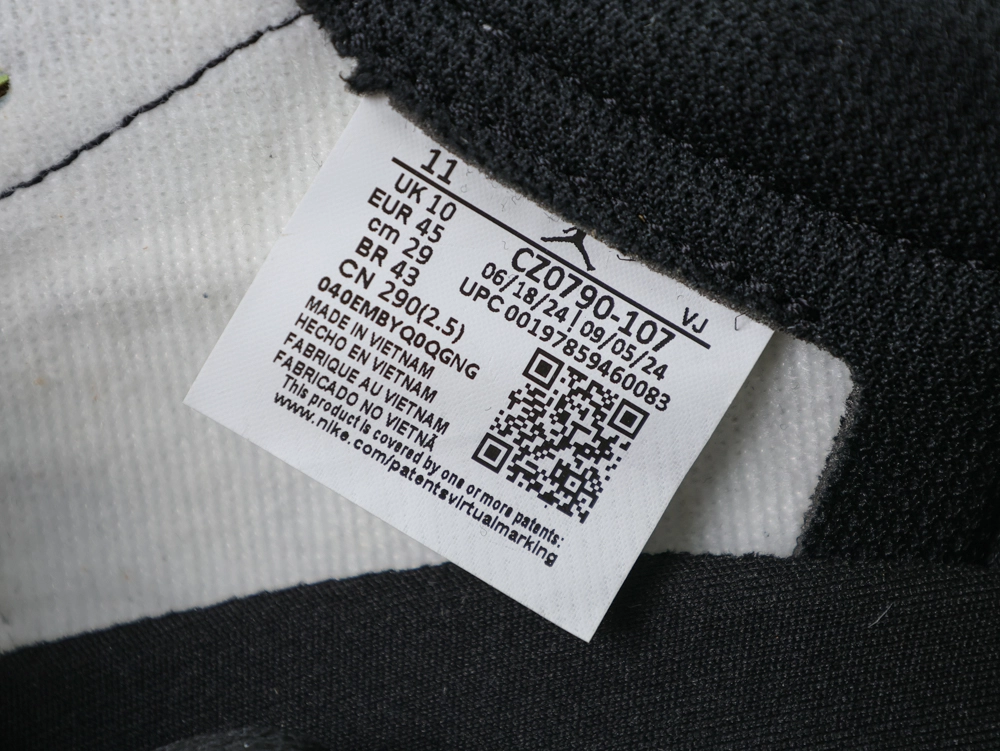 11
UK 10
EUR 45
cm 29
BR 43
CN 290(2.5)
040EMBYQ0QGNG
MADE IN VIETNAM
HECHO EN VIETNAM
FABRIQUE AU VIETNAM
FABRICADO NO VIETNÃ
VJ
CZ0790-107
06/18/24 | 09/05/24
UPC 00197859460083
This product is covered by one or more patents:
www.nike.com/patentsvirtualmarking